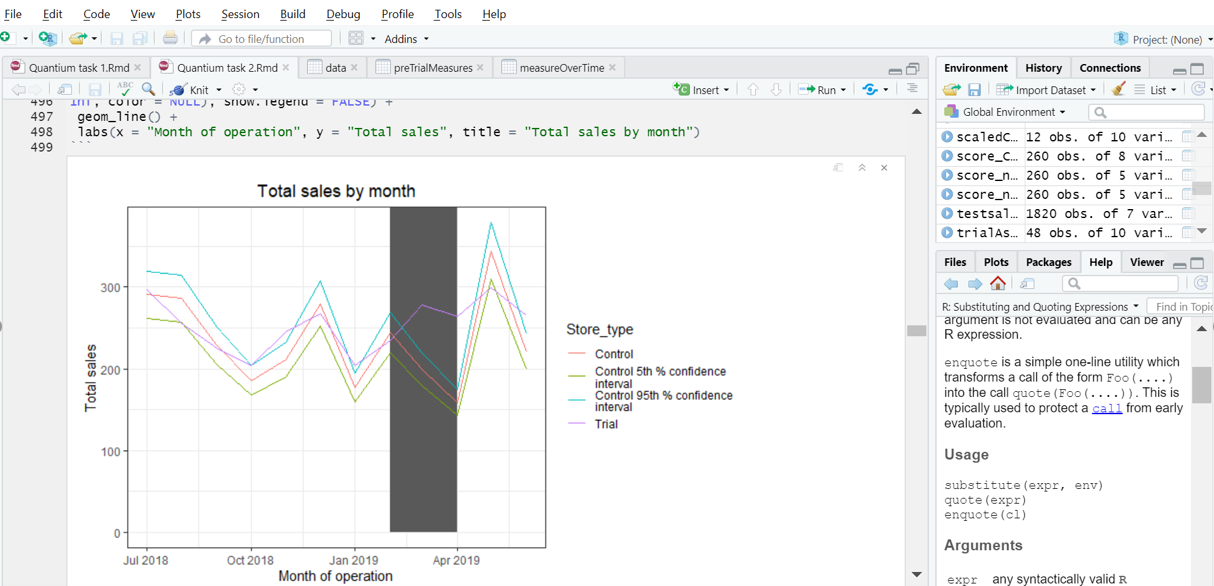 File Edit Code View Plots Session Build Debug Profile Tools Help
Go to file/function Addins Project: (None)
Quantium task 1.Rmd Quantium task 2.Rmd data preTrialMeasures measureOverTime
ABC Knit Insert Run
496 Inf, color = NULL), show.legend = FALSE) +
497 geom_line() +
498 labs(x = "Month of operation", y = "Total sales", title = "Total sales by month")
499 ```
Total sales by month
Total sales
300
200
100
0
Jul 2018 Oct 2018 Jan 2019 Apr 2019
Month of operation
Store_type
Control
Control 5th % confidence
interval
Control 95th % confidence
interval
Trial
Environment History Connections
Import Dataset List
Global Environment
scaledC... 12 obs. of 10 vari...
score_C... 260 obs. of 8 vari...
score_n... 260 obs. of 5 vari...
score_n... 260 obs. of 5 vari...
testsal... 1820 obs. of 7 var...
trialAs... 48 obs. of 10 vari...
Files Plots Packages Help Viewer
R: Substituting and Quoting Expressions Find in Topic
argument is not evaluated and can be any
R expression.
enquote is a simple one-line utility which
transforms a call of the form Foo(....)
into the call quote(Foo(....)). This is
typically used to protect a call from early
evaluation.
Usage
substitute(expr, env)
quote(expr)
enquote(cl)
Arguments
expr any syntactically valid R